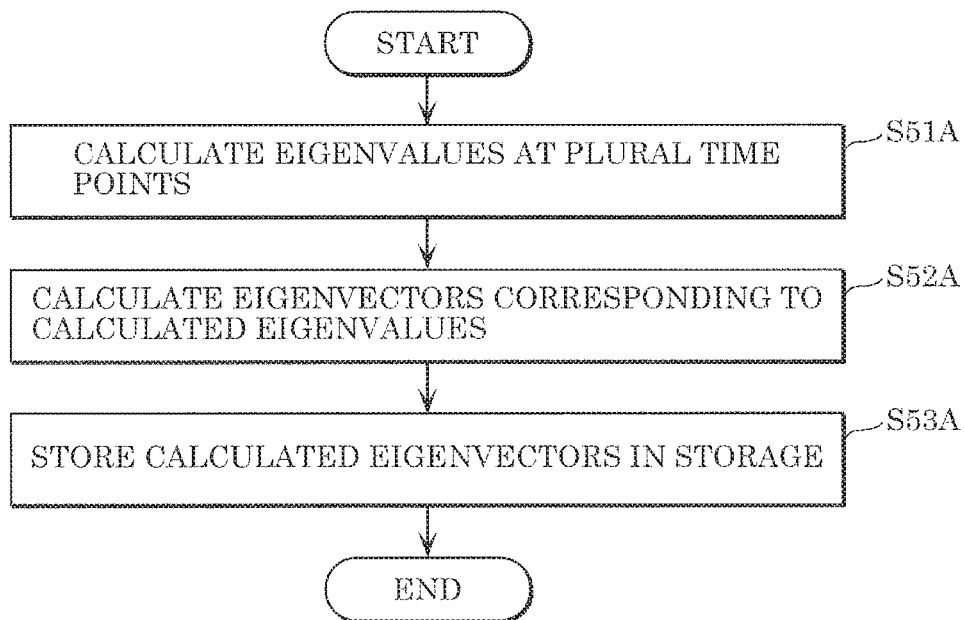 START
CALCULATE EIGENVALUES AT PLURAL TIME
POINTS
S51A
CALCULATE EIGENVECTORS CORRESPONDING TO
CALCULATED EIGENVALUES
S52A
STORE CALCULATED EIGENVECTORS IN STORAGE
S53A
END